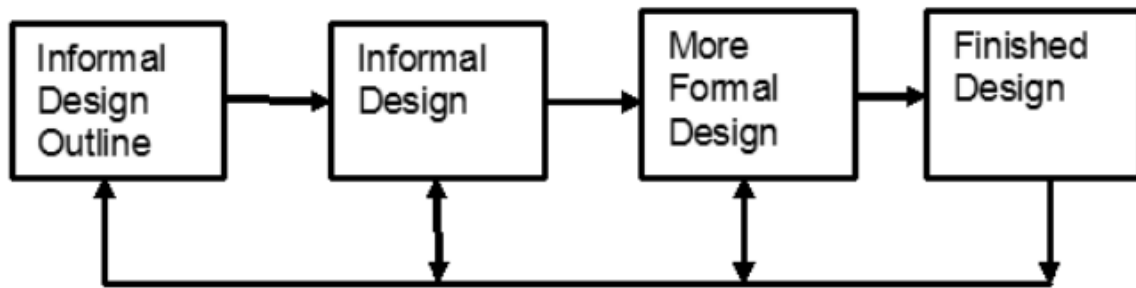 Informal
Design
Outline
Informal
Design
More
Formal
Design
Finished
Design